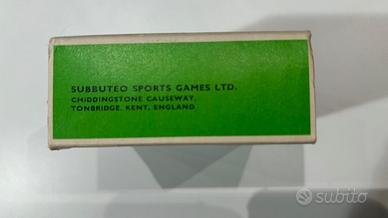 SUBBUTEO SPORTS GAMES LTD.
CHIDDINGSTONE CAUSEWAY,
TONBRIDGE, KENT, ENGLAND
subito